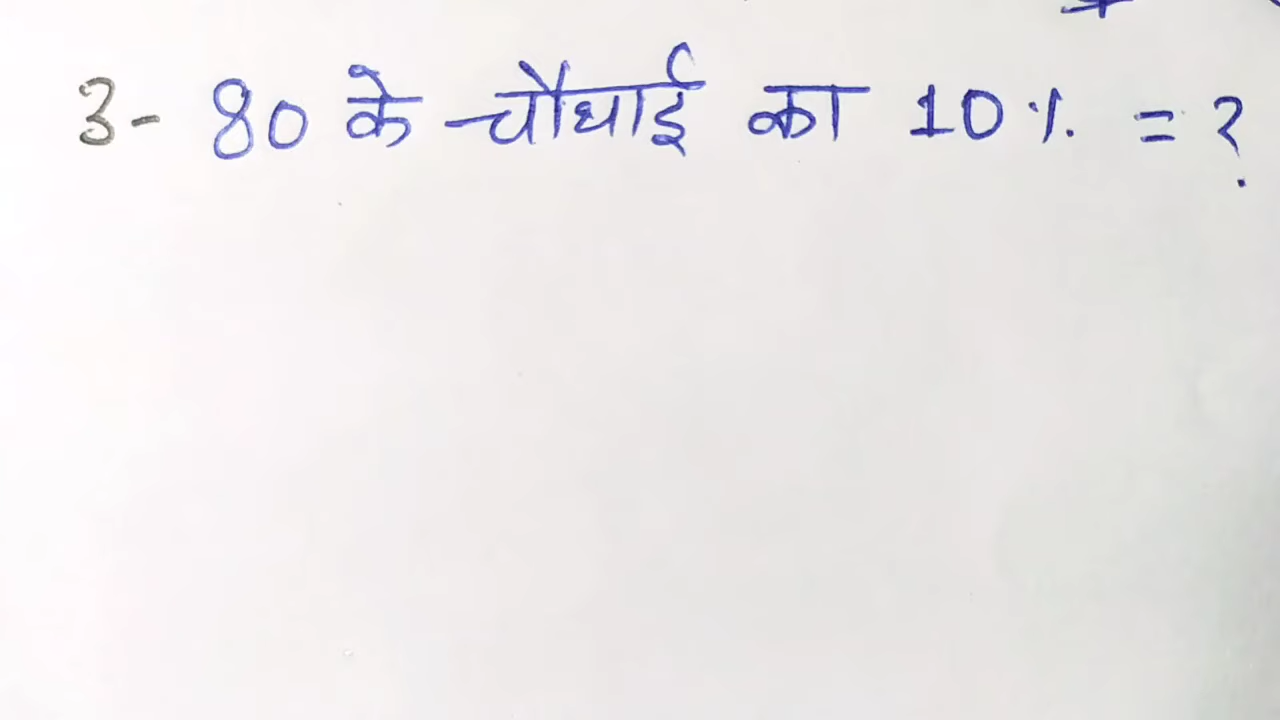 3- 80 के चौथाई का 10% = ?